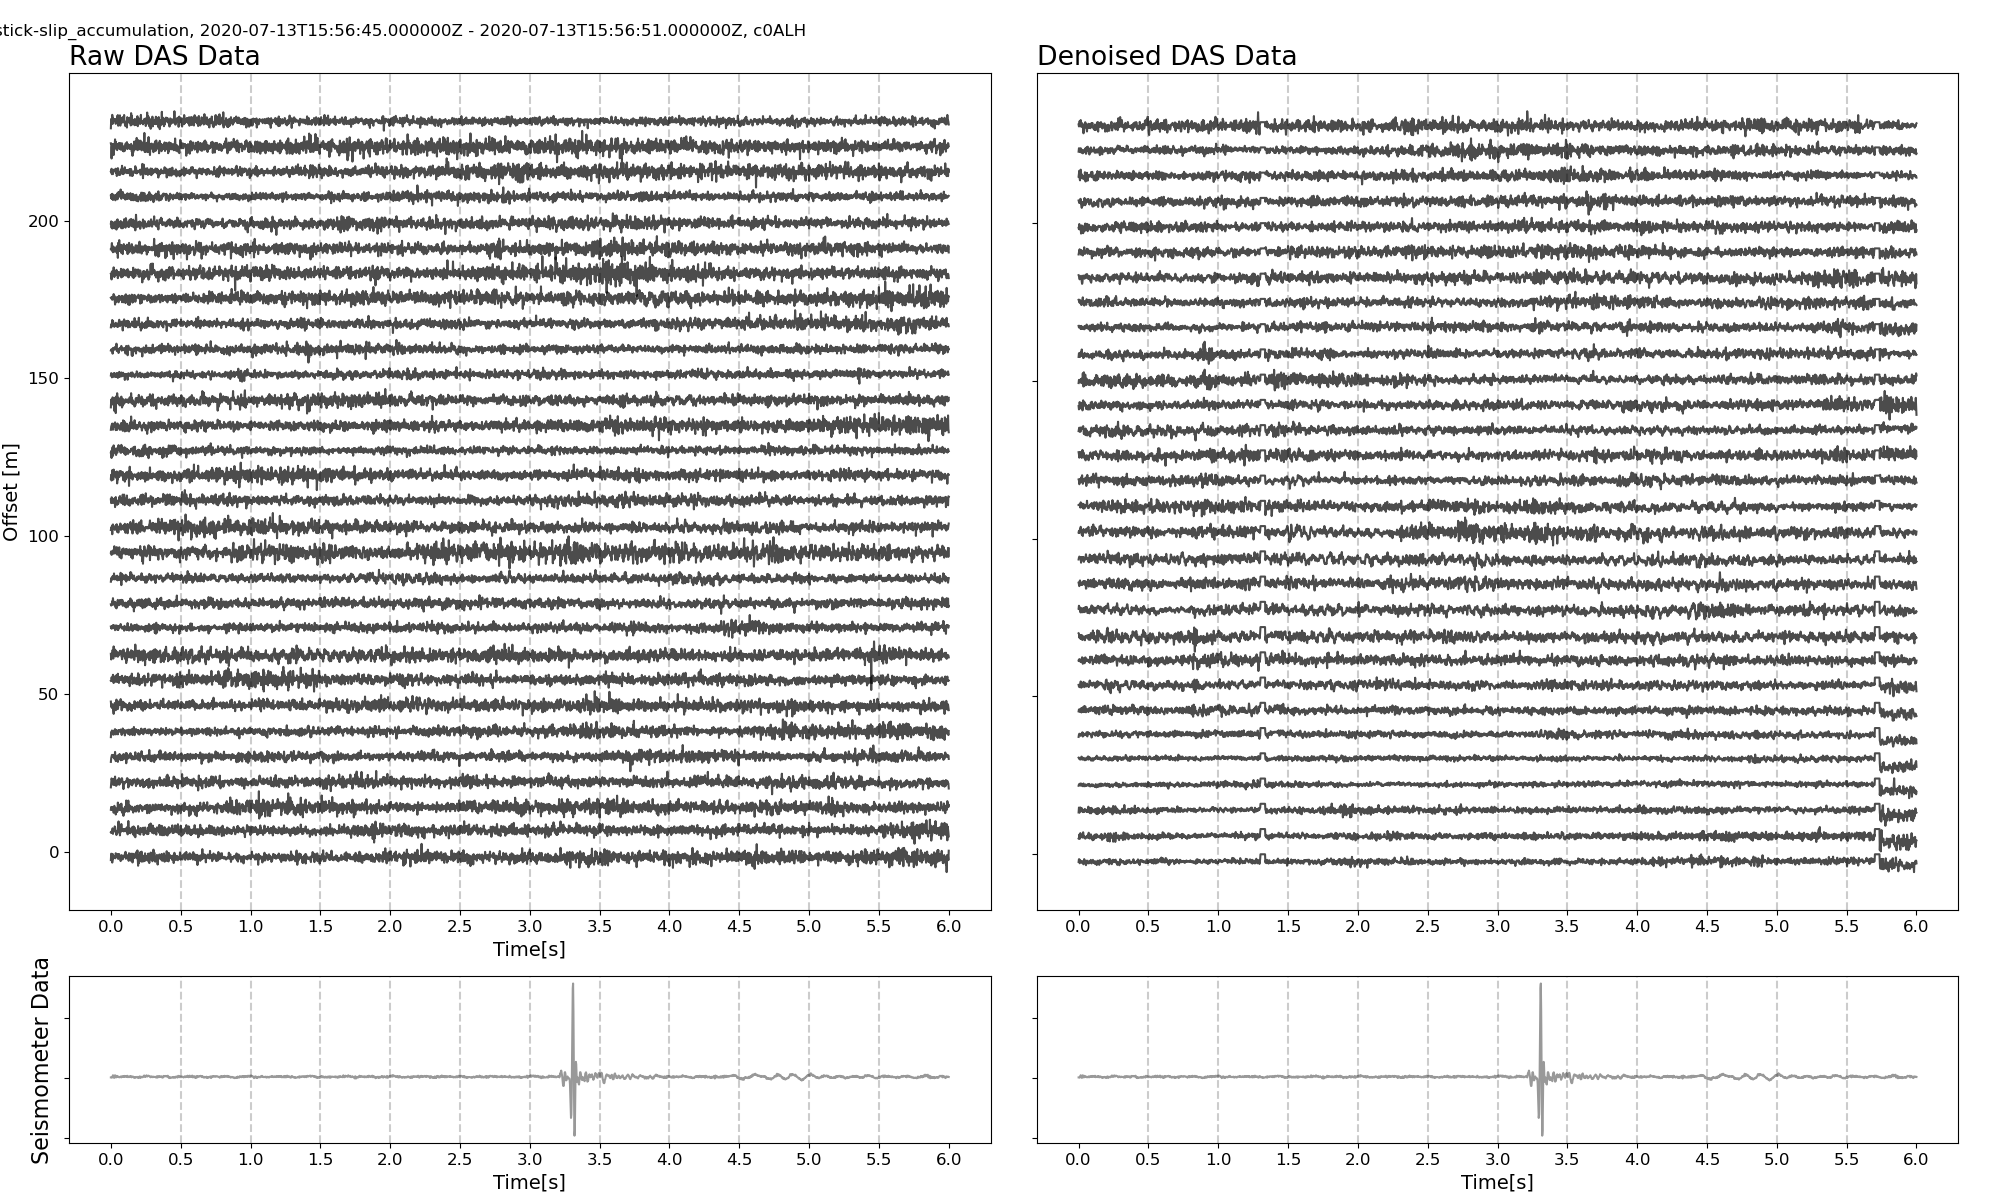 stick-slip_accumulation, 2020-07-13T15:56:45.000000Z - 2020-07-13T15:56:51.000000Z, c0ALH
Raw DAS Data
Denoised DAS Data
Offset [m]
200
150
100
50
0
0.0 0.5 1.0 1.5 2.0 2.5 3.0 3.5 4.0 4.5 5.0 5.5 6.0
Time[s]
0.0 0.5 1.0 1.5 2.0 2.5 3.0 3.5 4.0 4.5 5.0 5.5 6.0
Seismometer Data
0.0 0.5 1.0 1.5 2.0 2.5 3.0 3.5 4.0 4.5 5.0 5.5 6.0
Time[s]
0.0 0.5 1.0 1.5 2.0 2.5 3.0 3.5 4.0 4.5 5.0 5.5 6.0
Time[s]